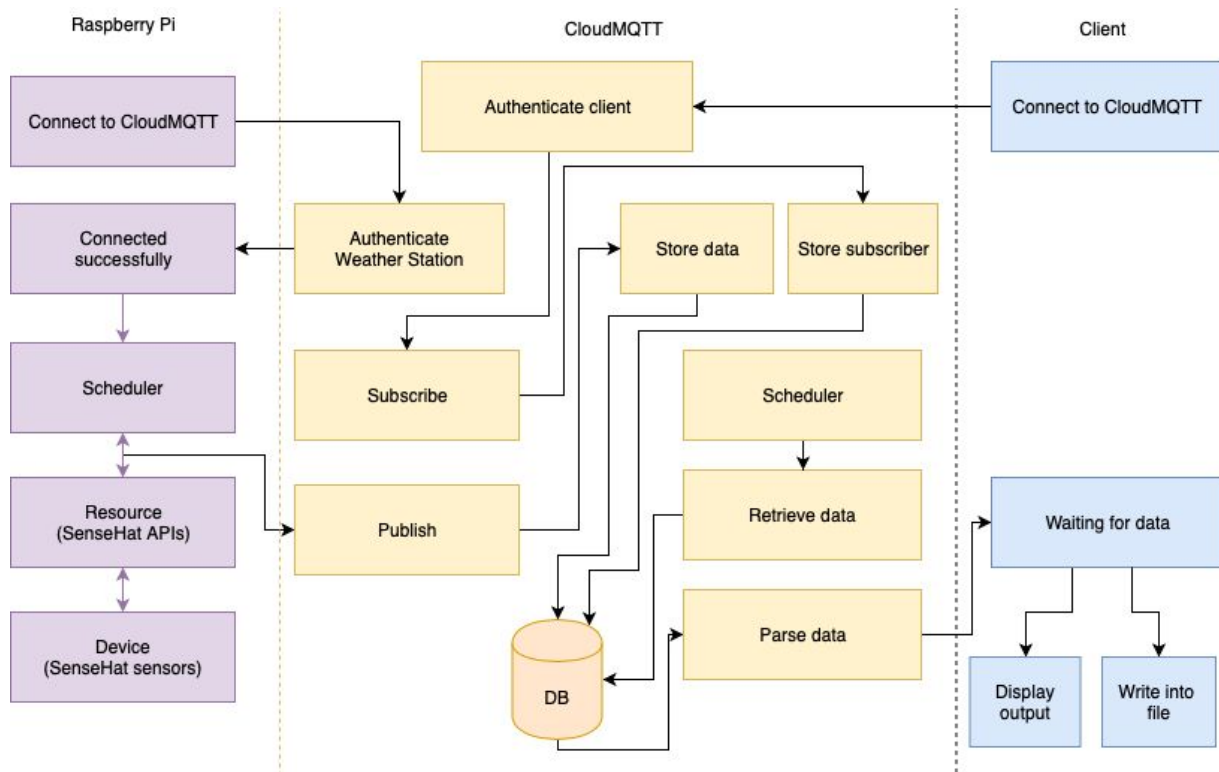 Raspberry Pi
CloudMQTT
Client
Connect to CloudMQTT
Authenticate client
Connect to CloudMQTT
Connected
successfully
Authenticate
Weather Station
Store data
Store subscriber
Scheduler
Subscribe
Scheduler
Resource
(SenseHat APIs)
Publish
Retrieve data
Waiting for data
Device
(SenseHat sensors)
DB
Parse data
Display
output
Write into
file